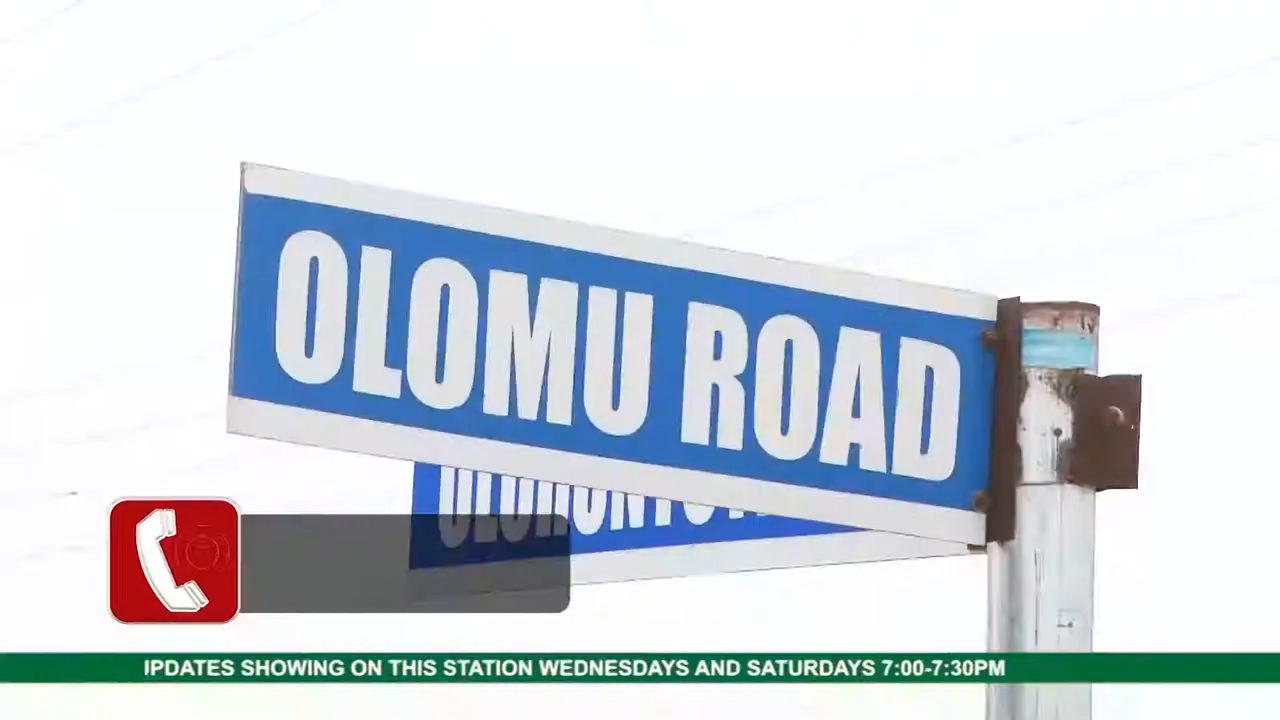 OLOMU ROAD
IPDATES SHOWING ON THIS STATION WEDNESDAYS AND SATURDAYS 7:00-7:30PM